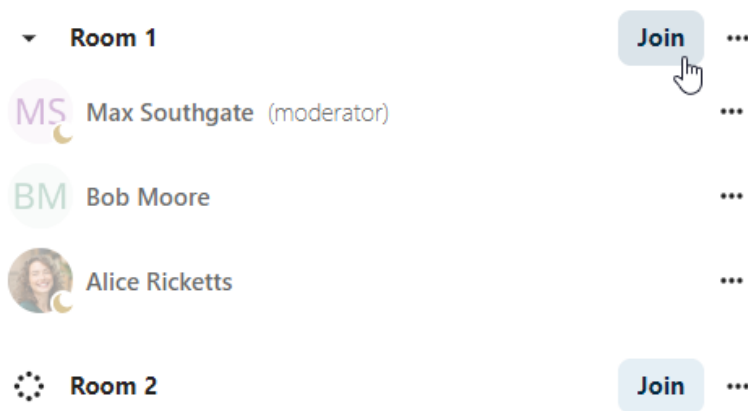 Room 1 Join
MS Max Southgate (moderator)
BM Bob Moore
Alice Ricketts
Room 2 Join